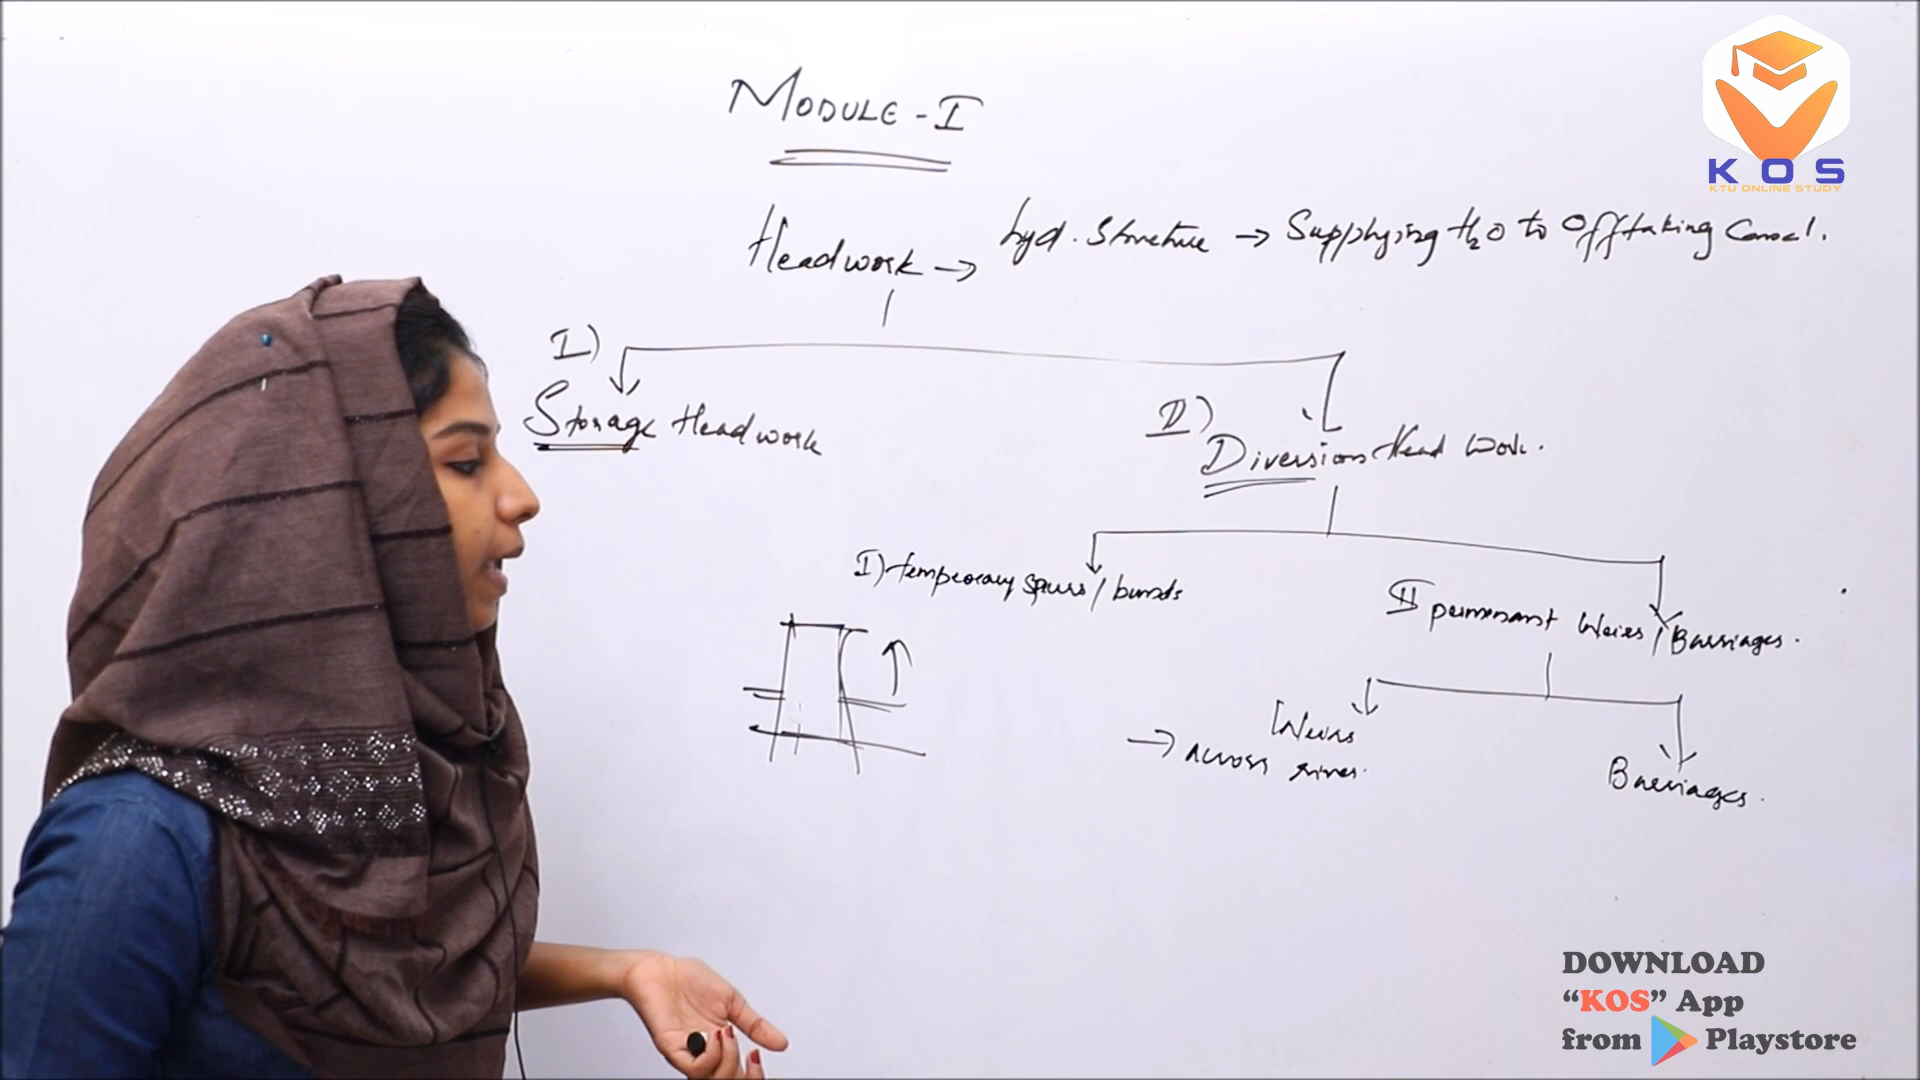 MODULE - I
KOS
KTU ONLINE STUDY
Headwork → hyd. Structure → Supplying H₂O to Offtaking Canal.
I)
Storage Headwork
II)
Diversion Head Work.
I) temporary spurs / bunds
II permanant Weirs / Barriages.
Weirs
→ Across river.
Barriages.
DOWNLOAD
“KOS” App
from Playstore